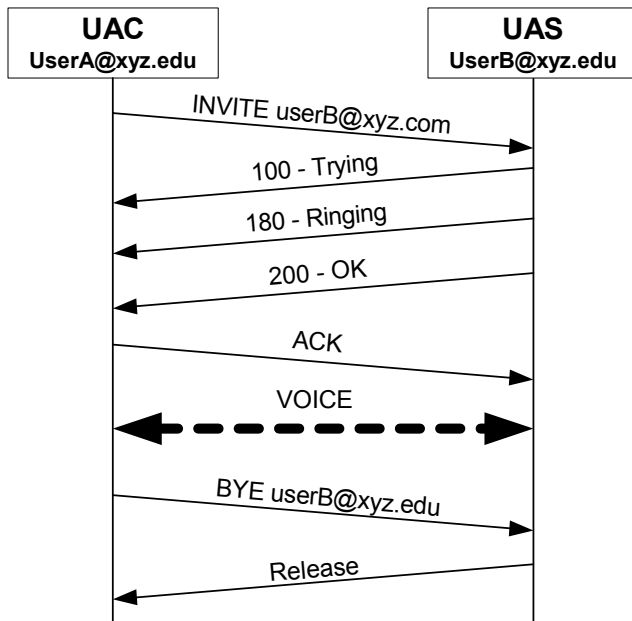 UAC
UserA@xyz.edu
UAS
UserB@xyz.edu
INVITE userB@xyz.com
100 - Trying
180 - Ringing
200 - OK
ACK
VOICE
BYE userB@xyz.edu
Release